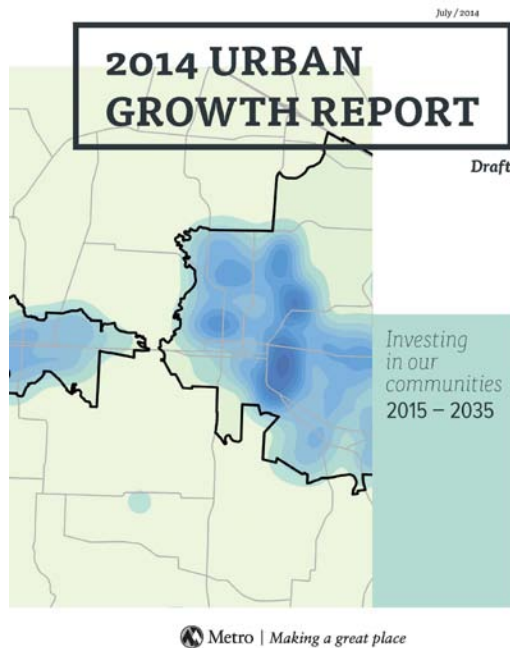 July / 2014
2014 URBAN
GROWTH REPORT
Draft
Investing
in our
communities
2015 – 2035
Metro | Making a great place